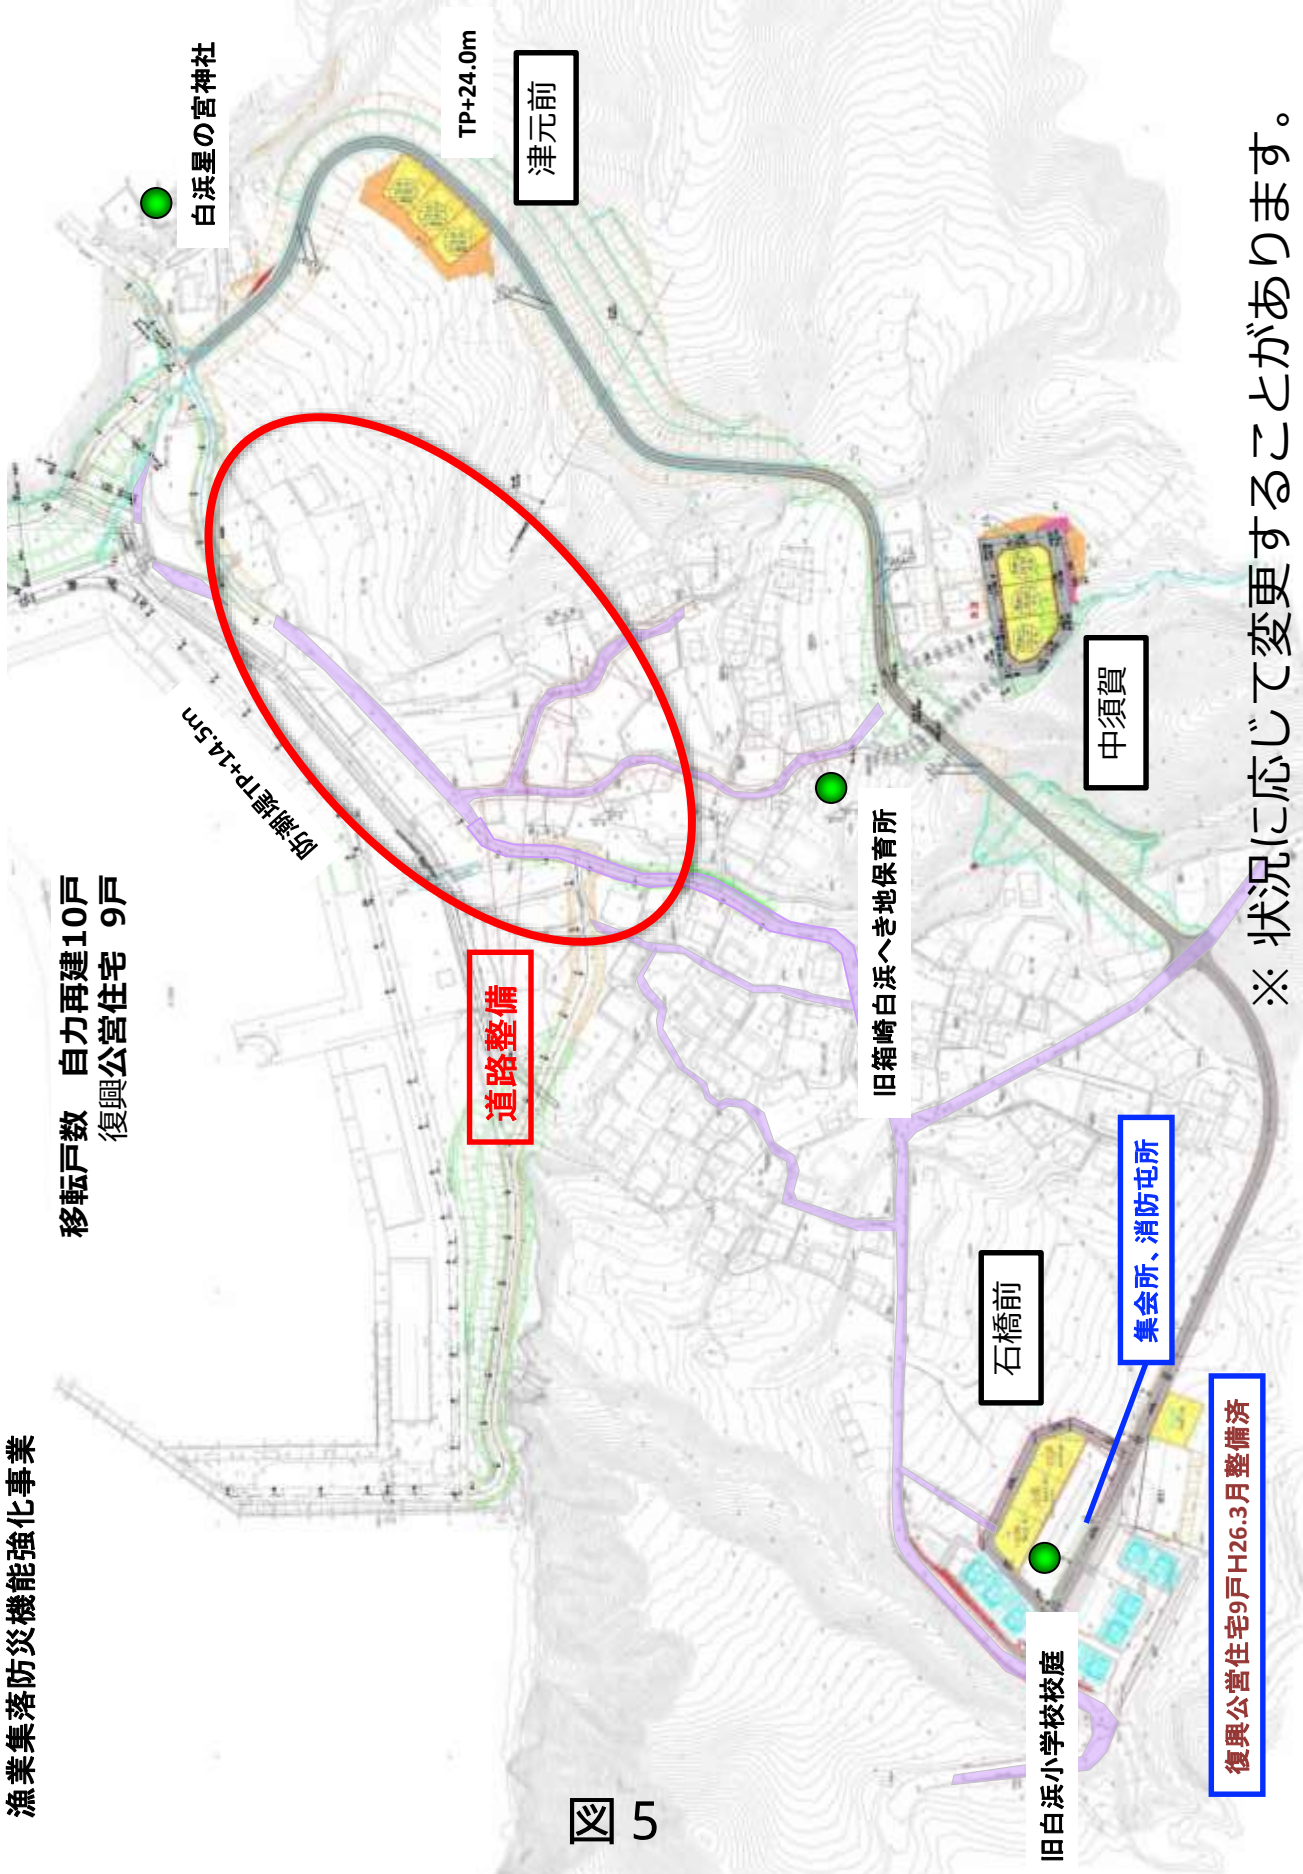 漁業集落防災機能強化事業
移転戸数 自力再建10戸
復興公営住宅 9戸
白浜星の宮神社
TP+24.0m
津元前
防潮堤TP+14.5m
道路整備
中須賀
旧箱崎白浜へき地保育所
石橋前
集会所、消防屯所
復興公営住宅9戸H26.3月整備済
旧白浜小学校校庭
※ 状況に応じて変更することがあります。
図 5